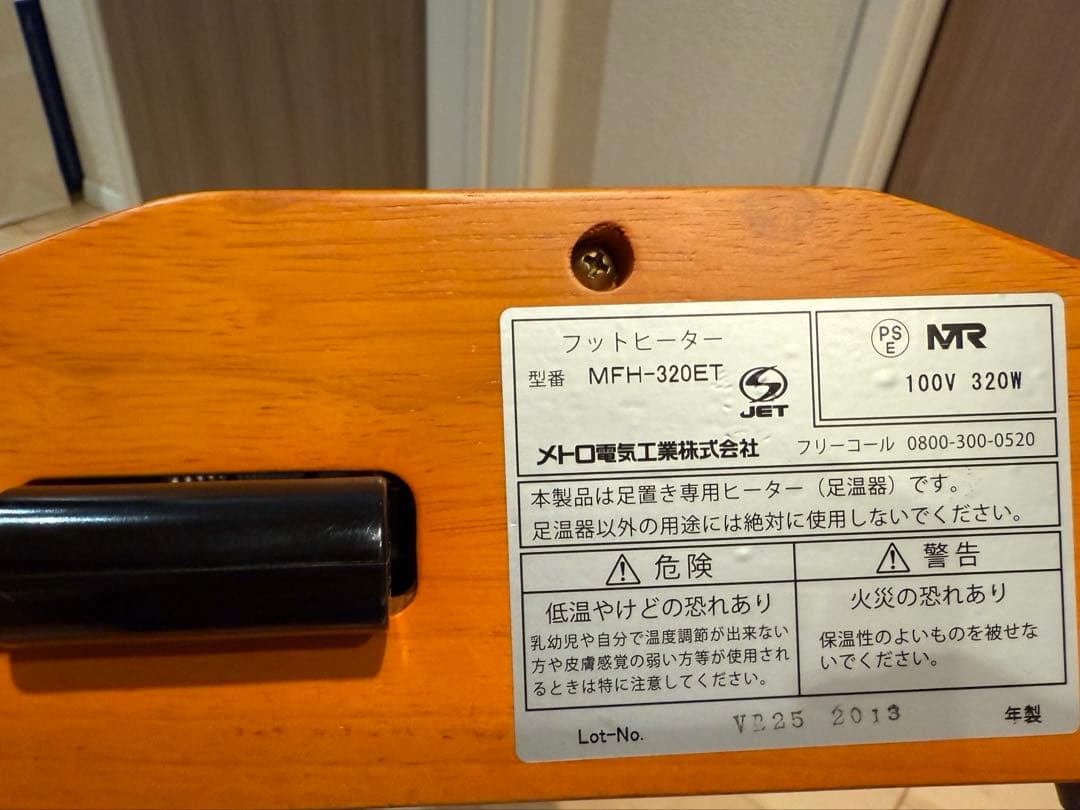 フットヒーター
型番 MFH-320ET
JET
PS
E
MTR
100V 320W
メトロ電気工業株式会社 フリーコール 0800-300-0520
本製品は足置き専用ヒーター（足温器）です。
足温器以外の用途には絶対に使用しないでください。
危険
低温やけどの恐れあり
乳幼児や自分で温度調節が出来ない
方や皮膚感覚の弱い方等が使用され
るときは特に注意してください。
警告
火災の恐れあり
保温性のよいものを被せな
いでください。
Lot-No. 2013 年製